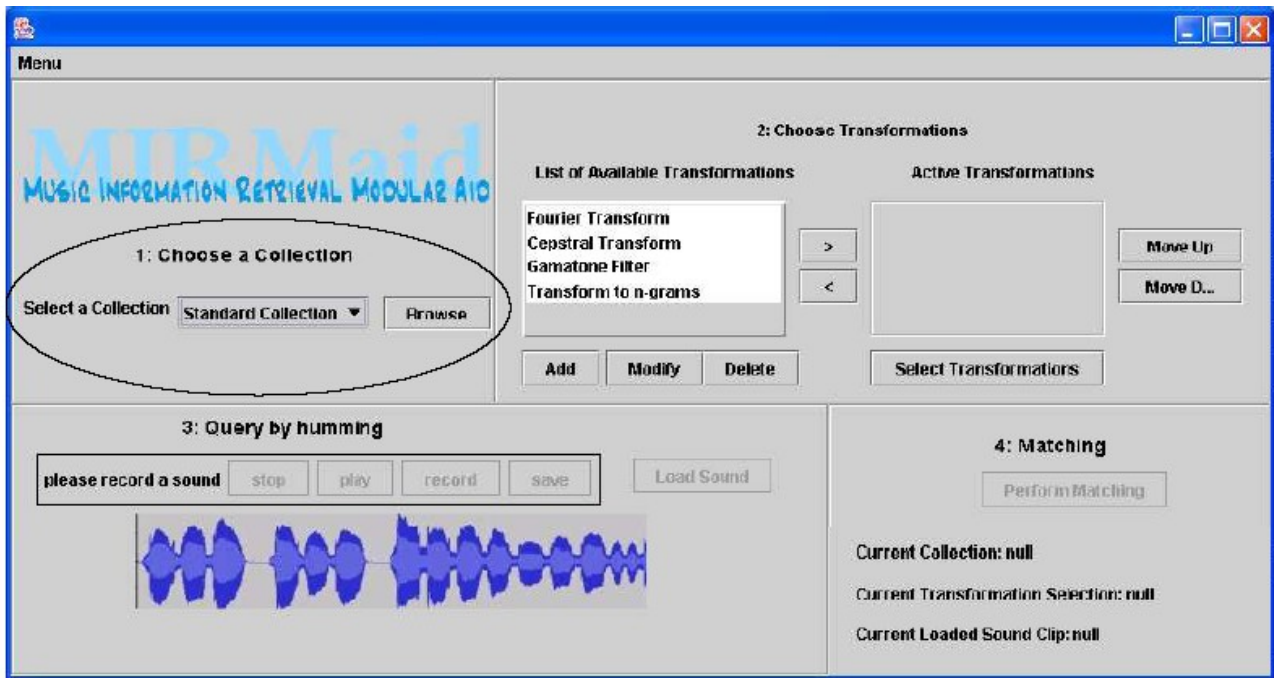 Menu
MIRMaid
MUSIC INFORMATION RETRIEVAL MODULAR AID
1: Choose a Collection
Select a Collection Standard Collection Browse
2: Choose Transformations
List of Available Transformations
Fourier Transform
Cepstral Transform
Gamatone Filter
Transform to n-grams
>
<
Add Modify Delete
Active Transformations
Move Up
Move D...
Select Transformations
3: Query by humming
please record a sound stop play record save Load Sound
4: Matching
Perform Matching
Current Collection: null
Current Transformation Selection: null
Current Loaded Sound Clip: null